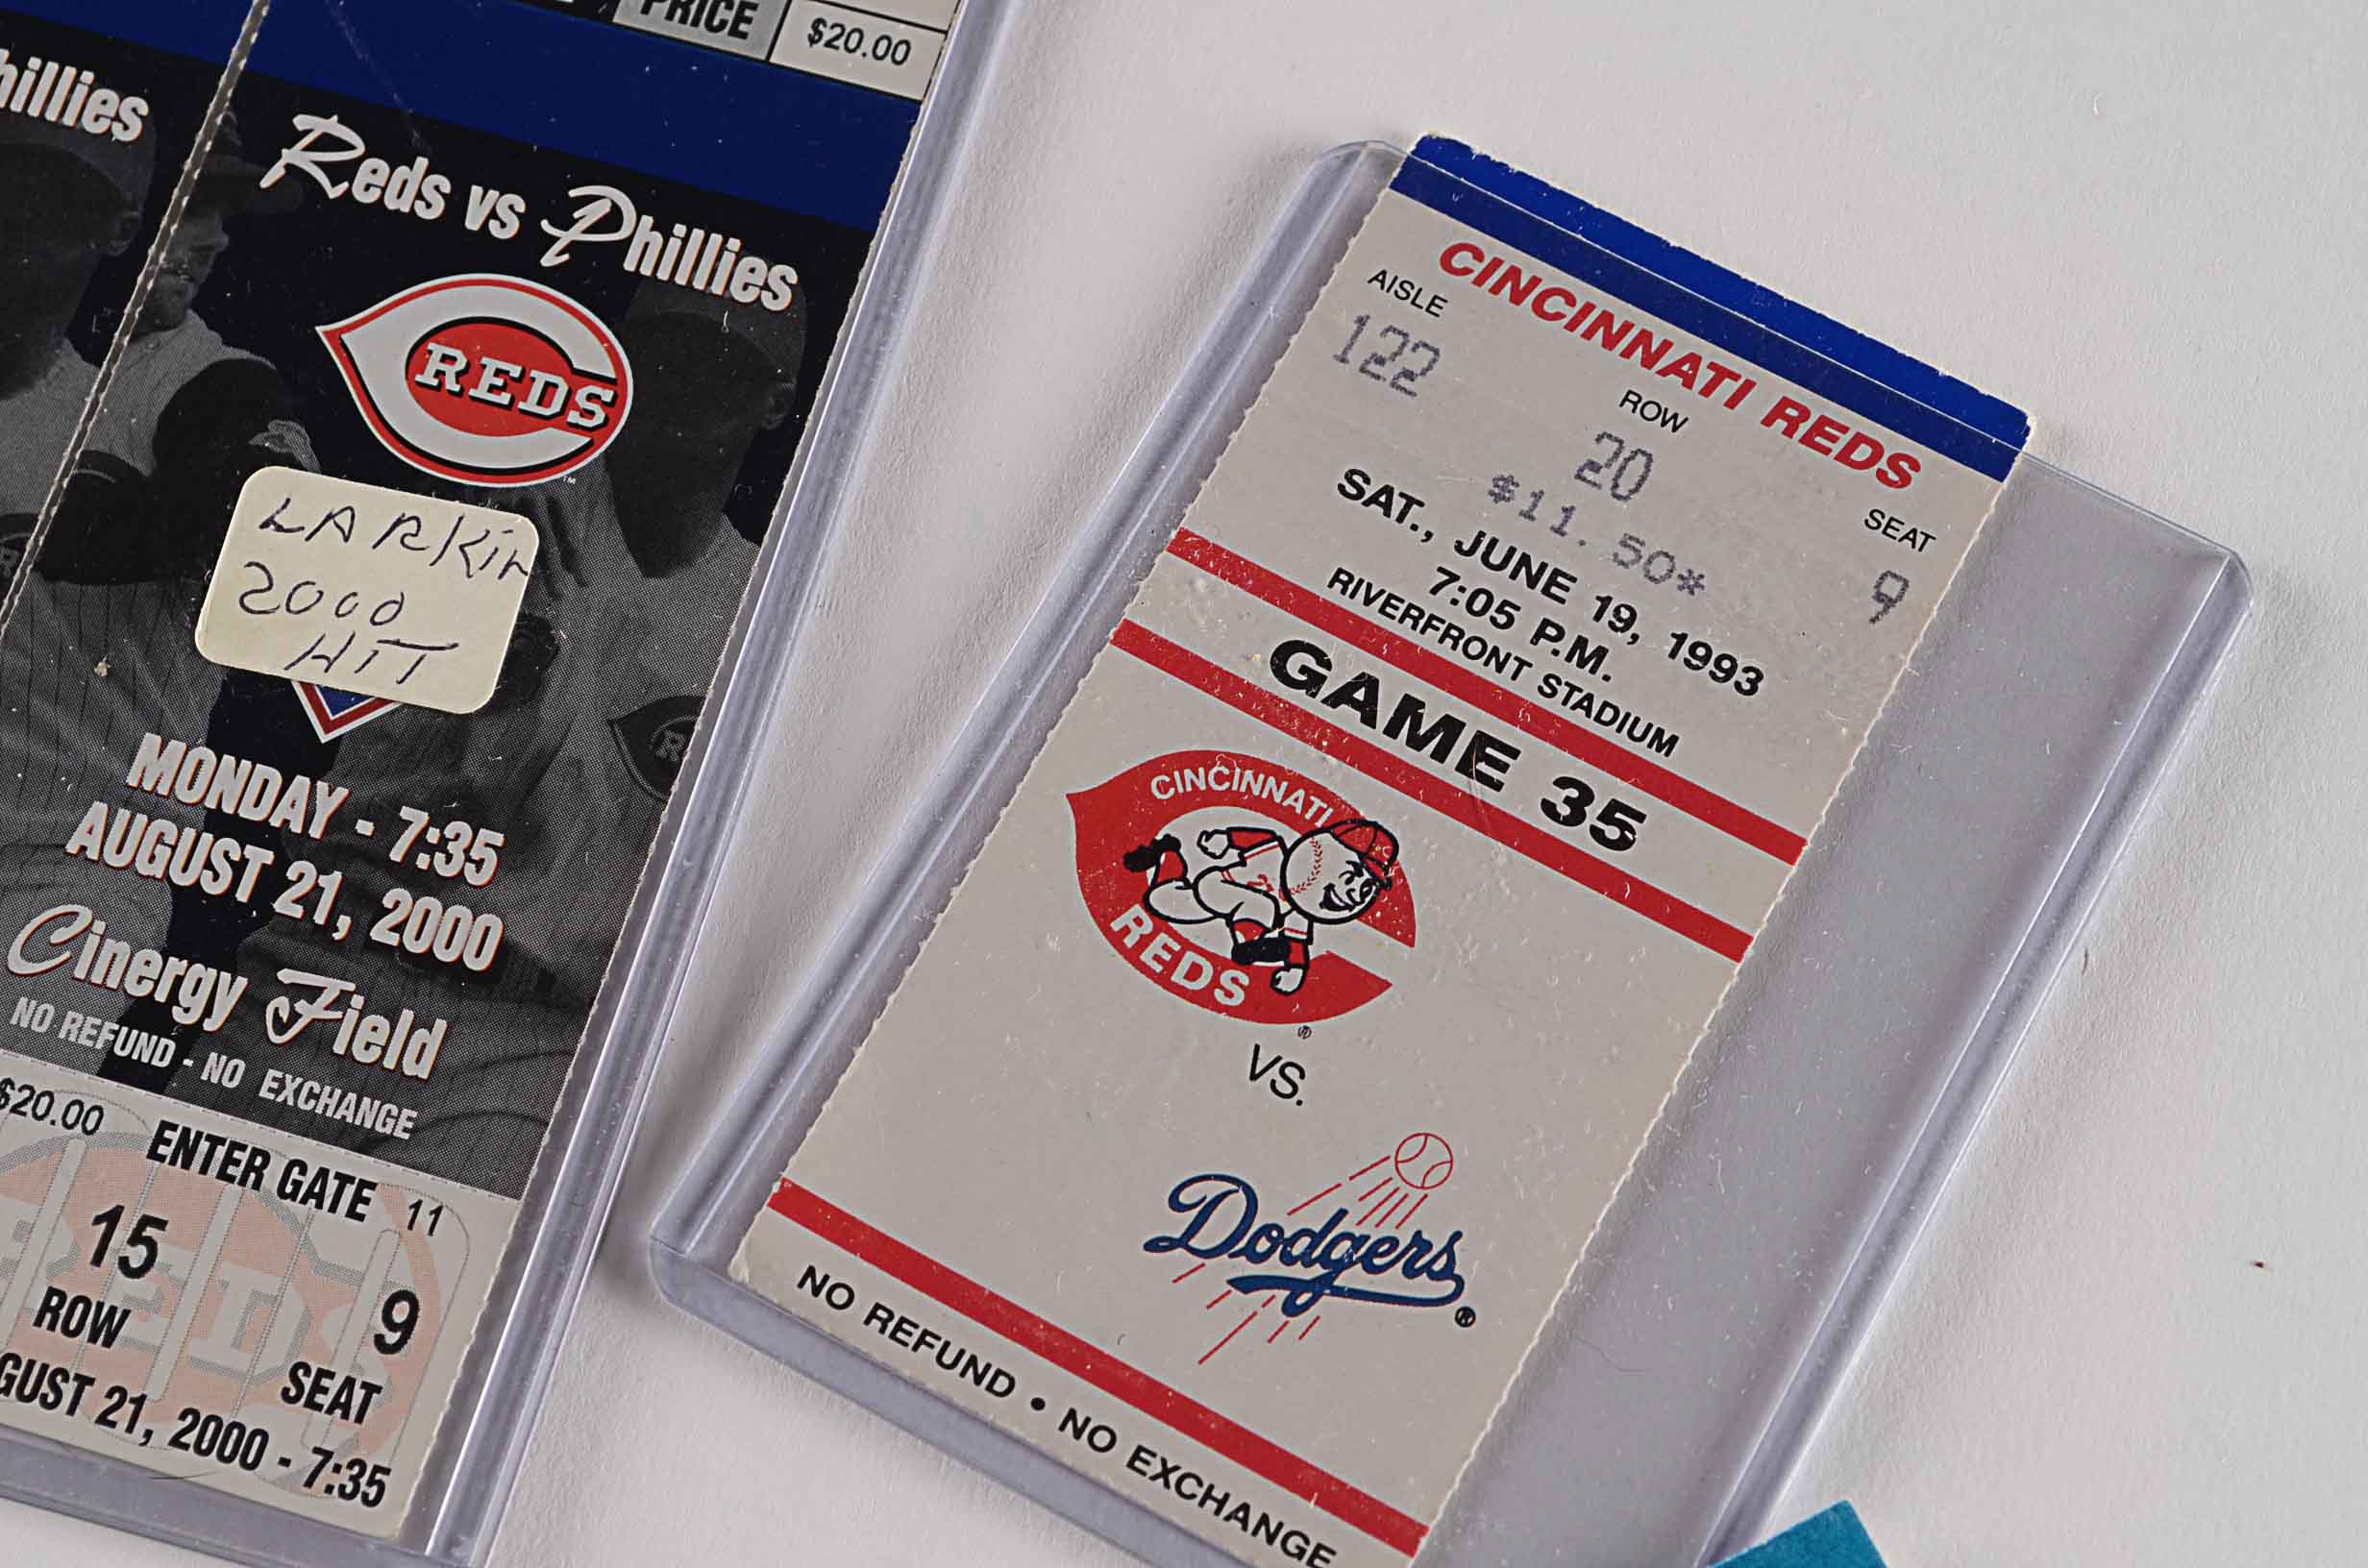 PRICE
$20.00
hillies
Reds vs Phillies
REDS
TM
LARKIN
2000
HIT
MONDAY - 7:35
AUGUST 21, 2000
Cinergy Field
NO REFUND - NO EXCHANGE
$20.00
ENTER GATE 11
15
ROW
9
SEAT
GUST 21, 2000 - 7:35
REDS
CINCINNATI REDS
AISLE
122
ROW
20
SEAT
9
$11.50*
SAT., JUNE 19, 1993
7:05 P.M.
RIVERFRONT STADIUM
GAME 35
CINCINNATI
REDS
®
VS.
Dodgers®
NO REFUND • NO EXCHANGE